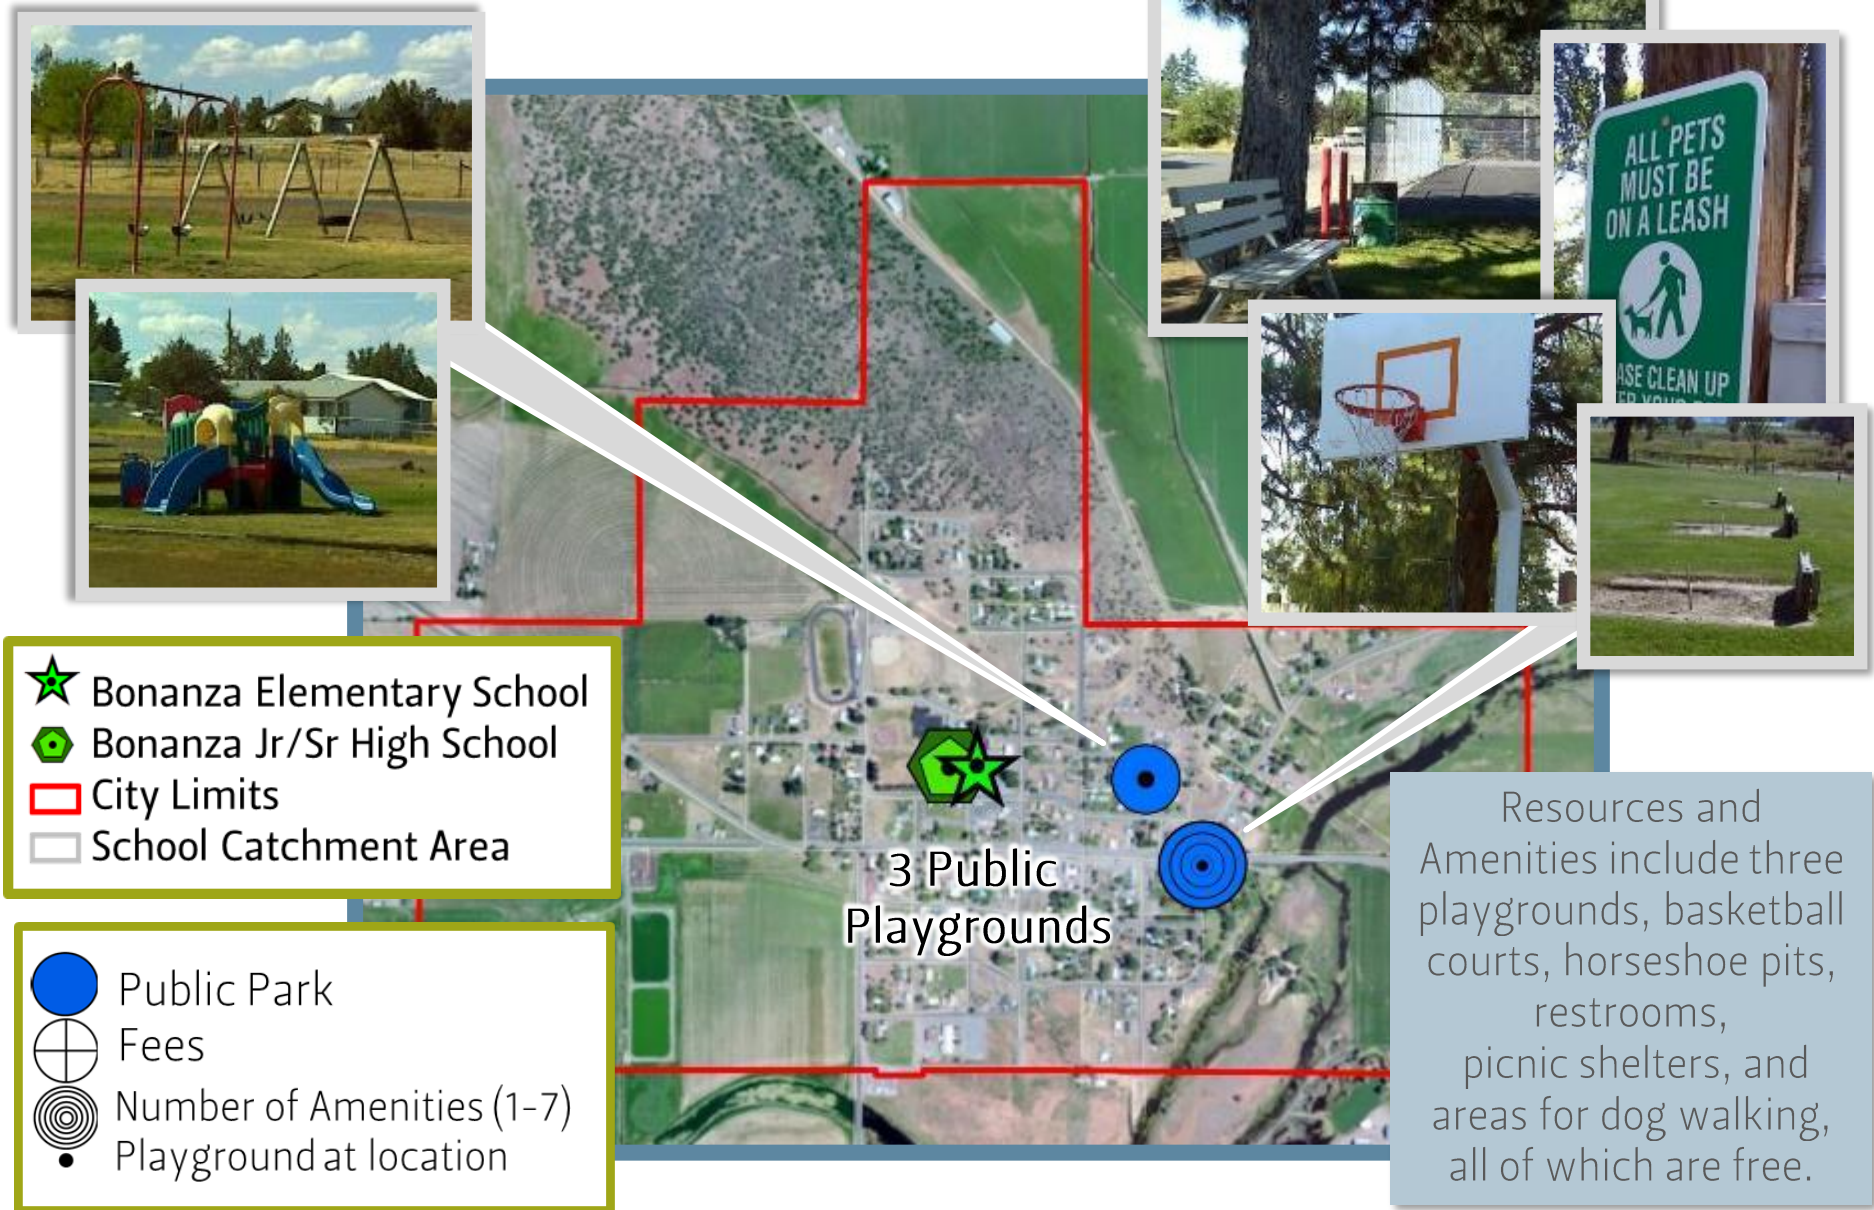 ALL PETS
MUST BE
ON A LEASH
ASE CLEAN UP
Bonanza Elementary School
Bonanza Jr/Sr High School
City Limits
School Catchment Area
3 Public
Playgrounds
Public Park
Fees
Number of Amenities (1-7)
Playground at location
Resources and
Amenities include three
playgrounds, basketball
courts, horseshoe pits,
restrooms,
picnic shelters, and
areas for dog walking,
all of which are free.